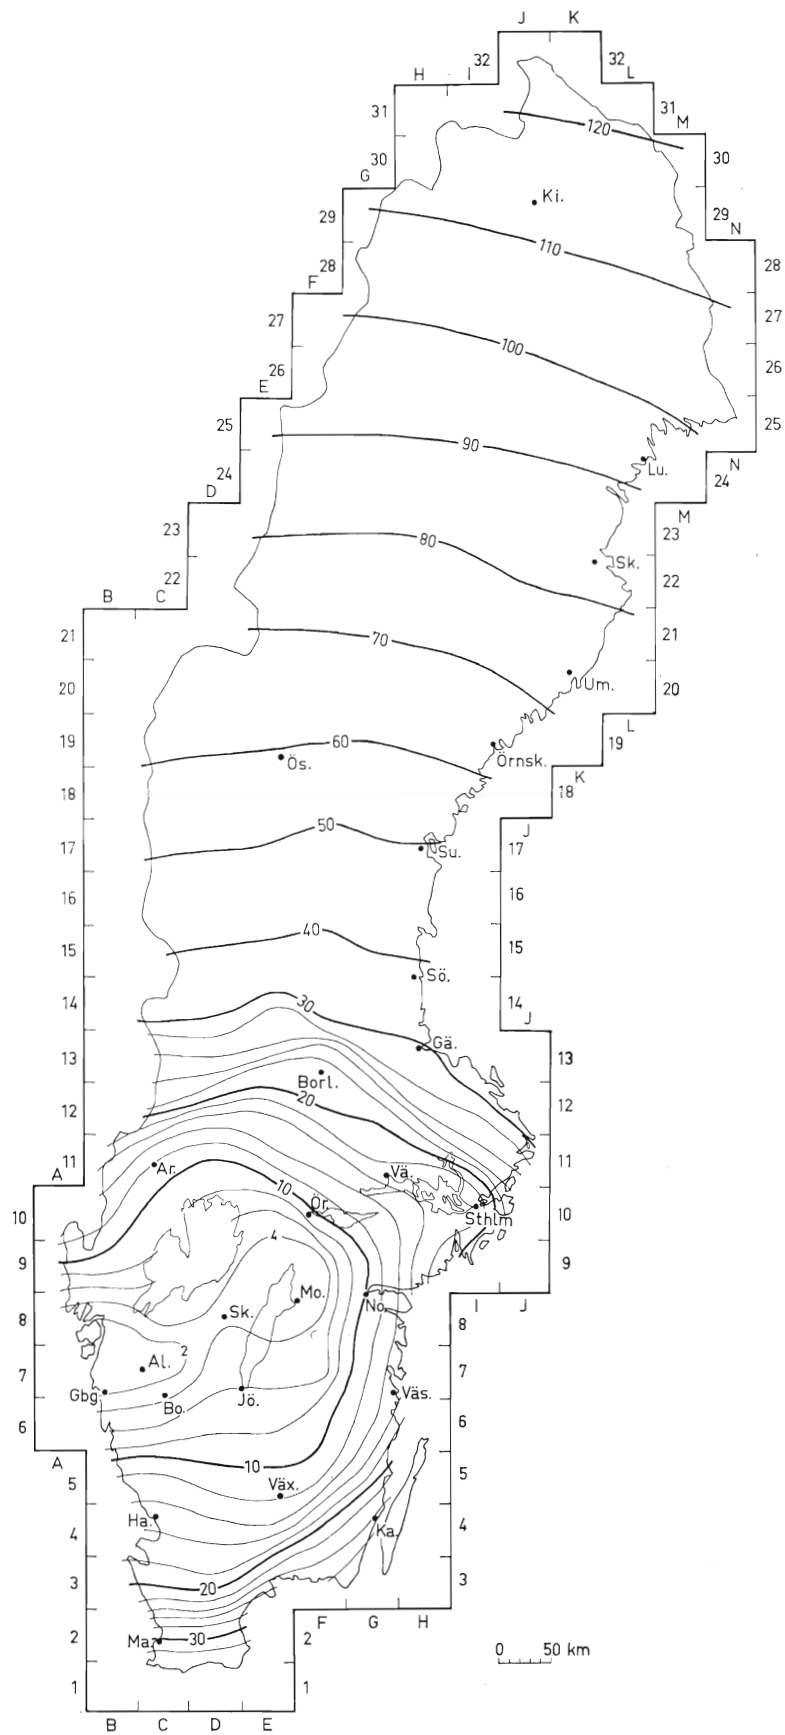 J K
32 32
H I L
31 31
120 M
30 30
G
Ki.
29 29
110 N
28 28
F
27 27
100
26 26
E
25 25
90
Lu.
N
24 24
D M
23 23
80
Sk.
22 22
B C
21 21
70
Um.
20 20
L
60
19 19
Ös. Örnsk.
K
18 18
J
50
17 17
Su.
16 16
40
15 15
Sö.
14 14
30
J
Gä.
13 13
Borl.
20
12 12
11 11
A Ar. Vä.
10
Ör.
10 10
Sthlm
4
9 9
Mo. No. I J
Sk.
8 8
2
Al.
7 7
Gbg. Bo. Jö. Väs.
6 6
A 10
5 5
Väx.
Ha. Ka.
4 4
3 3
20
F G H
Ma. 30
2 2
0 50 km
1 1
B C D E